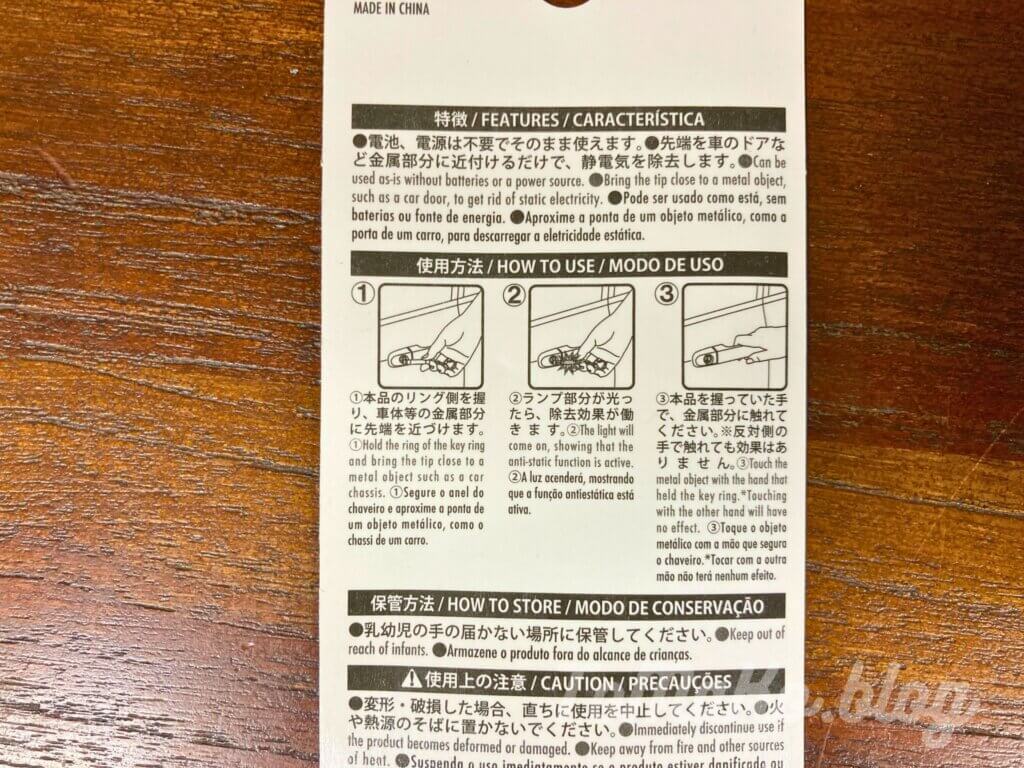 MADE IN CHINA
特徴 / FEATURES / CARACTERÍSTICA
●電池、電源は不要でそのまま使えます。●先端を車のドアな
ど金属部分に近付けるだけで、静電気を除去します。●Can be
used as-is without batteries or a power source. ●Bring the tip close to a metal object,
such as a car door, to get rid of static electricity. ●Pode ser usado como está, sem
baterias ou fonte de energia. ●Aproxime a ponta de um objeto metálico, como a
porta de um carro, para descarregar a eletricidade estática.
使用方法 / HOW TO USE / MODO DE USO
①
①本品のリング側を握
り、車体等の金属部分
に先端を近づけます。
①Hold the ring of the key ring
and bring the tip close to a
metal object such as a car
chassis. ①Segure o anel do
chaveiro e aproxime a ponta de
um objeto metálico, como o
chassi de um carro.
②
②ランプ部分が光っ
たら、除去効果が働
きます。②The light will
come on, showing that the
anti-static function is active.
②A luz acenderá, mostrando
que a função antiestática está
ativa.
③
③本品を握っていた手
で、金属部分に触れて
ください。※反対側の
手で触れても効果はあ
りません。③Touch the
metal object with the hand that
held the key ring.*Touching
with the other hand will have
no effect. ③Toque o objeto
metálico com a mão que segura
o chaveiro.*Tocar com a outra
mão não terá nenhum efeito.
保管方法 / HOW TO STORE / MODO DE CONSERVAÇÃO
●乳幼児の手の届かない場所に保管してください。●Keep out of
reach of infants. ●Armazene o produto fora do alcance de crianças.
使用上の注意 / CAUTION / PRECAUÇÕES
●変形・破損した場合、直ちに使用を中止してください。●火
や熱源のそばに置かないでください。●Immediately discontinue use if
the product becomes deformed or damaged. ●Keep away from fire and other sources
of heat. ●Suspenda o uso imediatamente se o produto estiver danificado ou
.blog